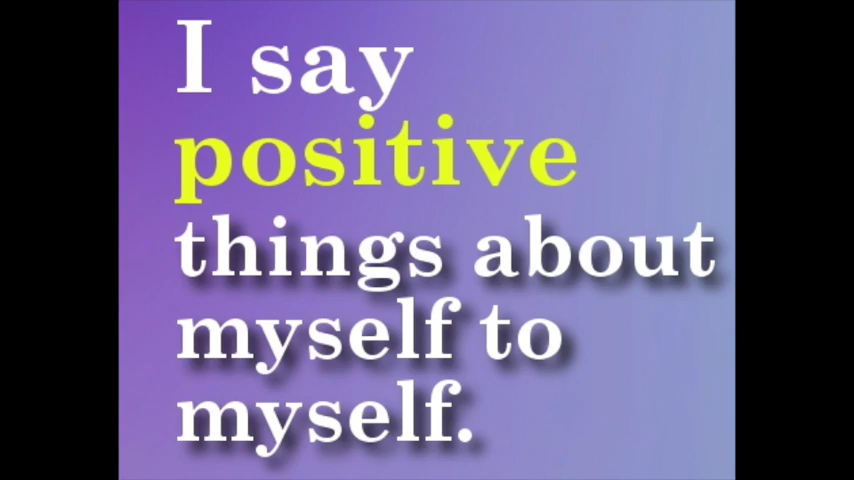 I say
positive
things about
myself to
myself.